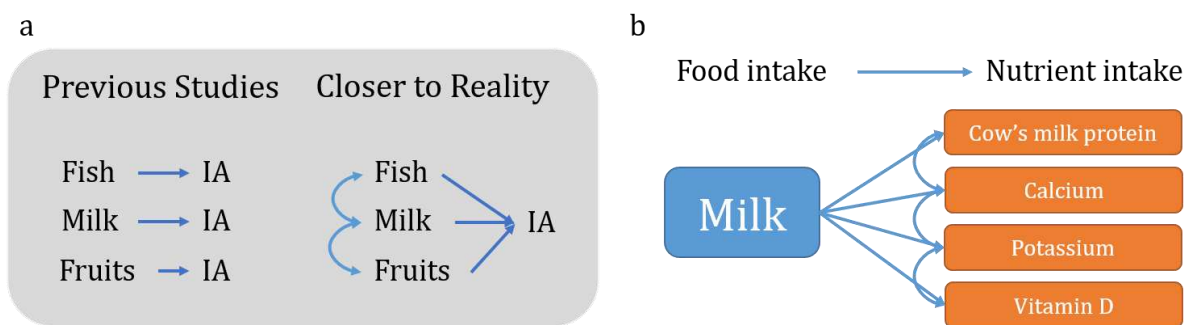 a
Previous Studies
Fish IA
Milk IA
Fruits IA
Closer to Reality
Fish
Milk IA
Fruits
b
Food intake Nutrient intake
Milk
Cow's milk protein
Calcium
Potassium
Vitamin D